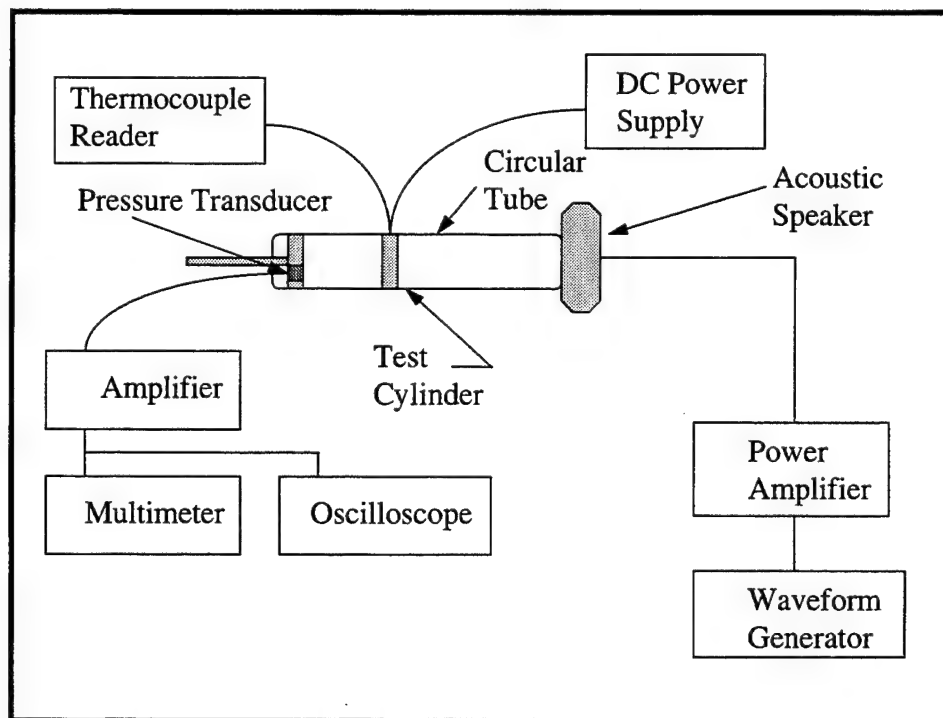 Thermocouple
Reader
DC Power
Supply
Circular
Tube
Acoustic
Speaker
Pressure Transducer
Test
Cylinder
Amplifier
Power
Amplifier
Multimeter
Oscilloscope
Waveform
Generator